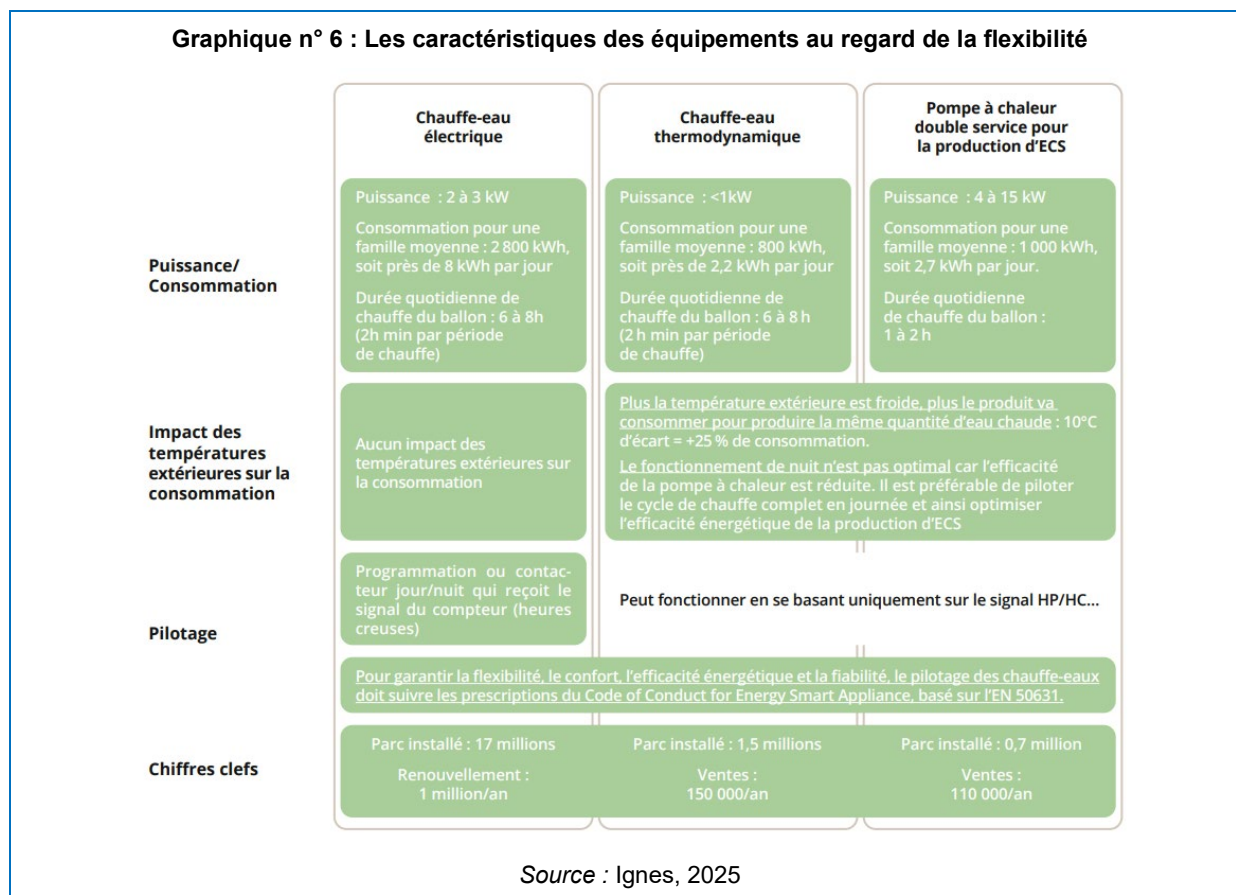 Graphique n° 6 : Les caractéristiques des équipements au regard de la flexibilité
Chauffe-eau
électrique
Chauffe-eau
thermodynamique
Pompe à chaleur
double service pour
la production d’ECS
Puissance/
Consommation
Puissance : 2 à 3 kW
Consommation pour une
famille moyenne : 2 800 kWh,
soit près de 8 kWh par jour
Durée quotidienne de
chauffe du ballon : 6 à 8h
(2h min par période
de chauffe)
Puissance : <1kW
Consommation pour une
famille moyenne : 800 kWh,
soit près de 2,2 kWh par jour
Durée quotidienne de
chauffe du ballon : 6 à 8 h
(2 h min par période
de chauffe)
Puissance : 4 à 15 kW
Consommation pour une
famille moyenne : 1 000 kWh,
soit 2,7 kWh par jour.
Durée quotidienne
de chauffe du ballon :
1 à 2 h
Impact des
températures
extérieures sur la
consommation
Aucun impact des
températures extérieures sur
la consommation
Plus la température extérieure est froide, plus le produit va
consommer pour produire la même quantité d’eau chaude : 10°C
d’écart = +25 % de consommation.
Le fonctionnement de nuit n’est pas optimal car l’efficacité
de la pompe à chaleur est réduite. Il est préférable de piloter
le cycle de chauffe complet en journée et ainsi optimiser
l’efficacité énergétique de la production d’ECS
Pilotage
Programmation ou contac-
teur jour/nuit qui reçoit le
signal du compteur (heures
creuses)
Peut fonctionner en se basant uniquement sur le signal HP/HC...
Pour garantir la flexibilité, le confort, l’efficacité énergétique et la fiabilité, le pilotage des chauffe-eaux
doit suivre les prescriptions du Code of Conduct for Energy Smart Appliance, basé sur l’EN 50631.
Chiffres clefs
Parc installé : 17 millions
Renouvellement :
1 million/an
Parc installé : 1,5 millions
Ventes :
150 000/an
Parc installé : 0,7 million
Ventes :
110 000/an
Source : Ignes, 2025